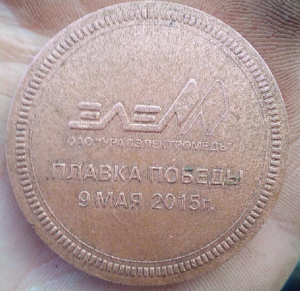 ЭЛЕМ
ОАО "УРАЛЭЛЕКТРОМЕДЬ"
ПЛАВКА ПОБЕДЫ
9 МАЯ 2015г.